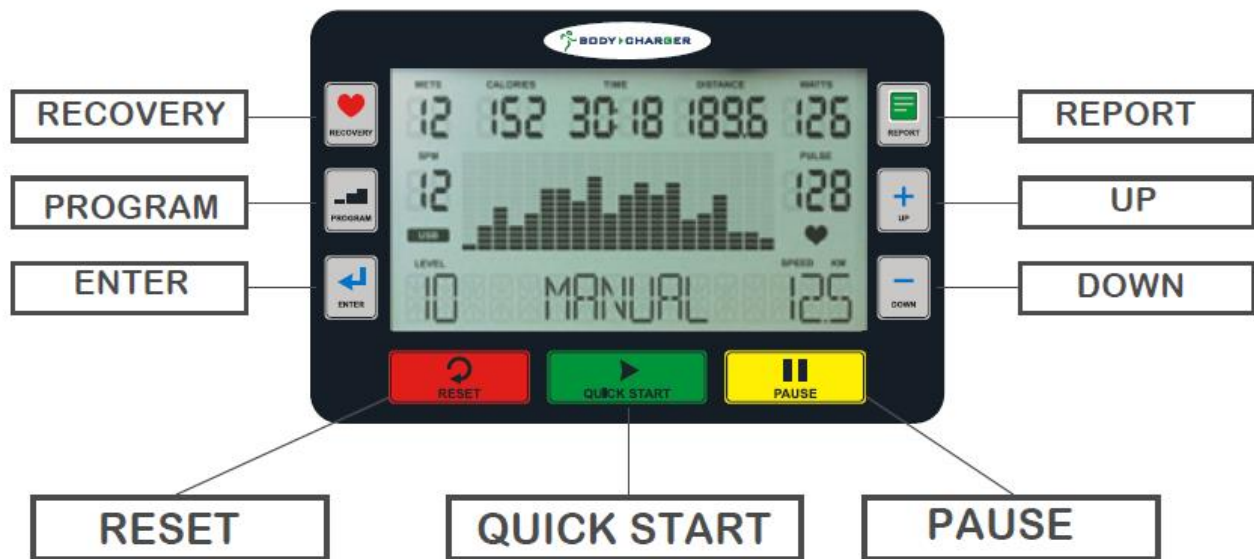 BODY CHARGER
METS CALORIES TIME DISTANCE WATTS
12 152 30:18 189.6 126
SPM PULSE
12 128
USB
LEVEL SPEED KM
10 MANUAL 12.5
RECOVERY
PROGRAM
ENTER
REPORT
UP
DOWN
RESET
QUICK START
PAUSE
RECOVERY
PROGRAM
ENTER
REPORT
UP
DOWN
RESET
QUICK START
PAUSE